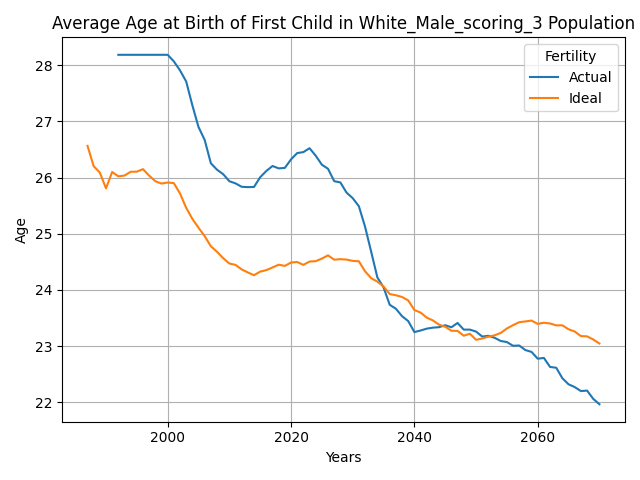 Average Age at Birth of First Child in White_Male_scoring_3 Population
Fertility
Actual
Ideal
Age
28
27
26
25
24
23
22
2000
2020
2040
2060
Years